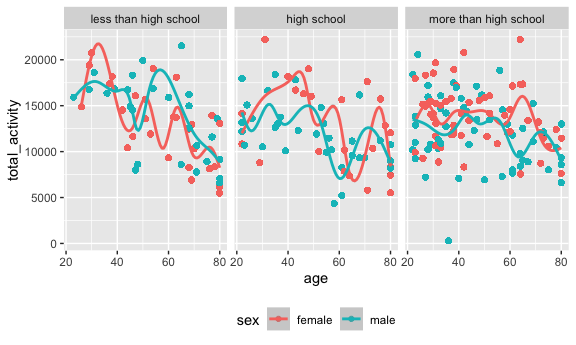 less than high school high school more than high school
total_activity
20000
15000
10000
5000
0
20 40 60 80 20 40 60 80 20 40 60 80
age
sex female male